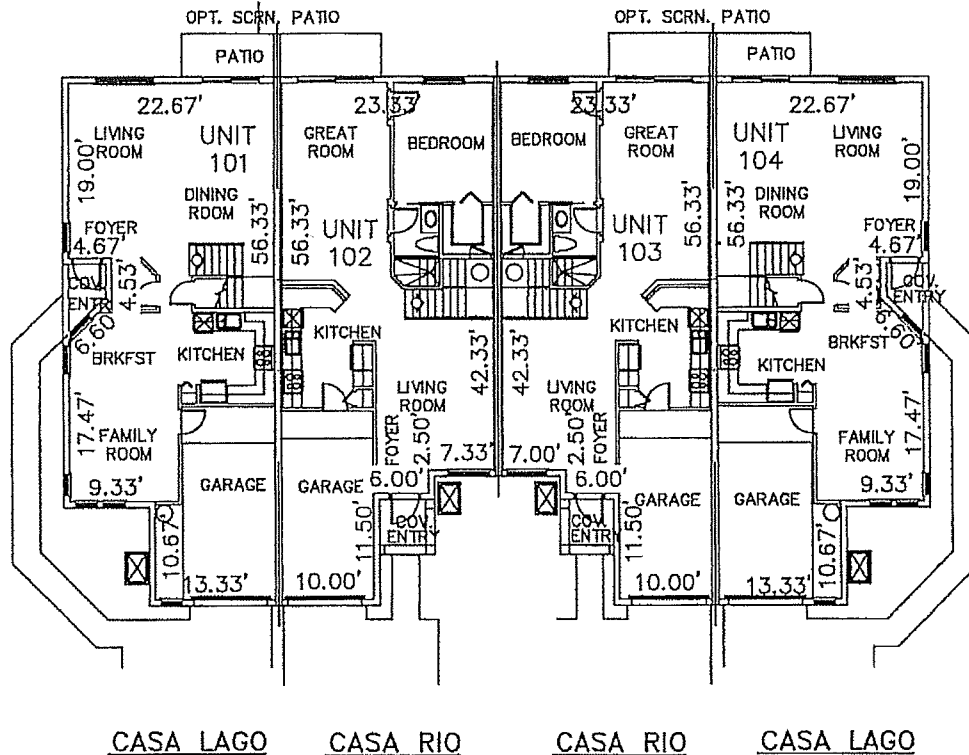 OPT. SCRN. PATIO
OPT. SCRN. PATIO
PATIO
PATIO
22.67'
23.33'
23.33'
22.67'
LIVING
ROOM
UNIT
101
GREAT
ROOM
BEDROOM
BEDROOM
GREAT
ROOM
UNIT
104
LIVING
ROOM
19.00'
19.00'
DINING
ROOM
DINING
ROOM
56.33'
56.33'
56.33'
56.33'
UNIT
102
UNIT
103
FOYER
4.67'
FOYER
4.67'
COV.
ENTR
4.53'
4.53'
COV.
ENTRY
6.60
6.60
BRKFST
KITCHEN
KITCHEN
KITCHEN
KITCHEN
BRKFST
42.33'
42.33'
LIVING
ROOM
LIVING
ROOM
17.47'
17.47'
FAMILY
ROOM
FAMILY
ROOM
FOYER
2.50'
2.50'
FOYER
7.33'
7.00'
9.33'
9.33'
GARAGE
GARAGE
6.00'
6.00'
GARAGE
GARAGE
COV.
ENTRY
COV.
ENTRY
10.67'
11.50'
11.50'
10.67'
13.33'
10.00'
10.00'
13.33'
CASA LAGO
CASA RIO
CASA RIO
CASA LAGO